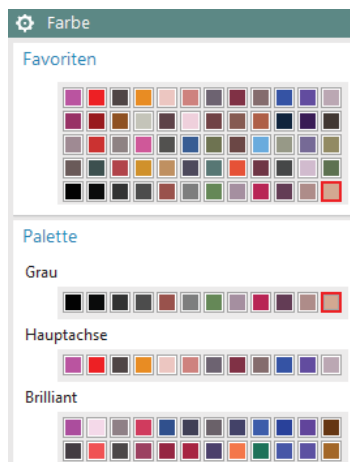 Farbe
Favoriten
Palette
Grau
Hauptachse
Brilliant